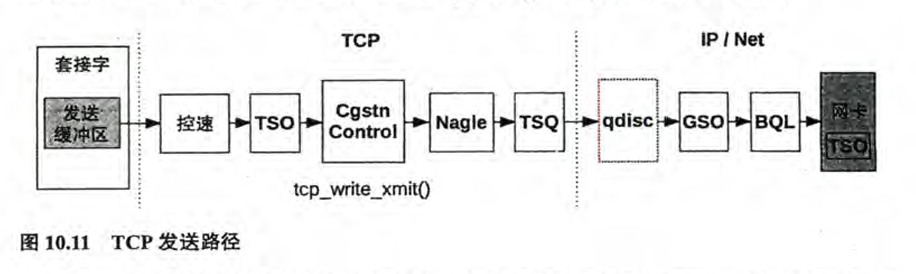 TCP
IP / Net
套接字
发送
缓冲区
控速
TSO
Cgstn
Control
Nagle
TSQ
qdisc
GSO
BQL
网卡
TSO
tcp_write_xmit()
图 10.11 TCP 发送路径